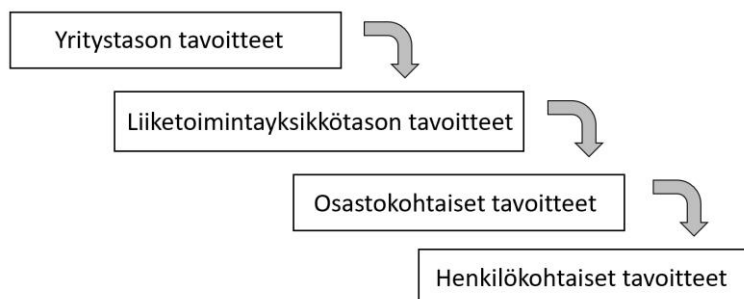 Yritystason tavoitteet
Liiketoimintayksikkötason tavoitteet
Osastokohtaiset tavoitteet
Henkilökohtaiset tavoitteet